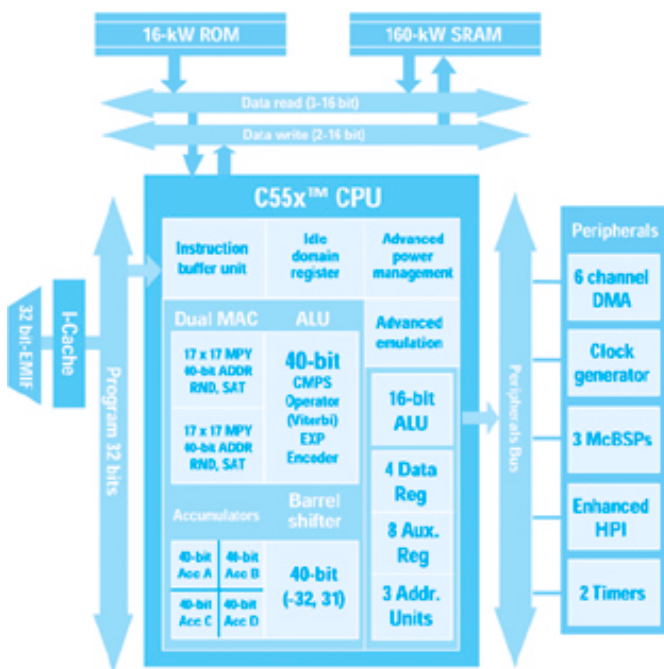 16-kW ROM
160-kW SRAM
Data read (3-16 bit)
Data write (2-16 bit)
C55x™ CPU
Instruction
buffer unit
Idle
domain
register
Advanced
power
management
Dual MAC
ALU
Advanced
emulation
17 x 17 MPY
40-bit ADDR
RND, SAT
17 x 17 MPY
40-bit ADDR
RND, SAT
40-bit
CMPS
Operator
(Viterbi)
EXP
Encoder
16-bit
ALU
4 Data
Reg
8 Aux.
Reg
3 Addr.
Units
Accumulators
Barrel
shifter
40-bit
Acc A
40-bit
Acc B
40-bit
Acc C
40-bit
Acc D
40-bit
(-32, 31)
32 bit-EMIF
I-Cache
Program 32 bits
Peripherals Bus
Peripherals
6 channel
DMA
Clock
generator
3 McBSPs
Enhanced
HPI
2 Timers